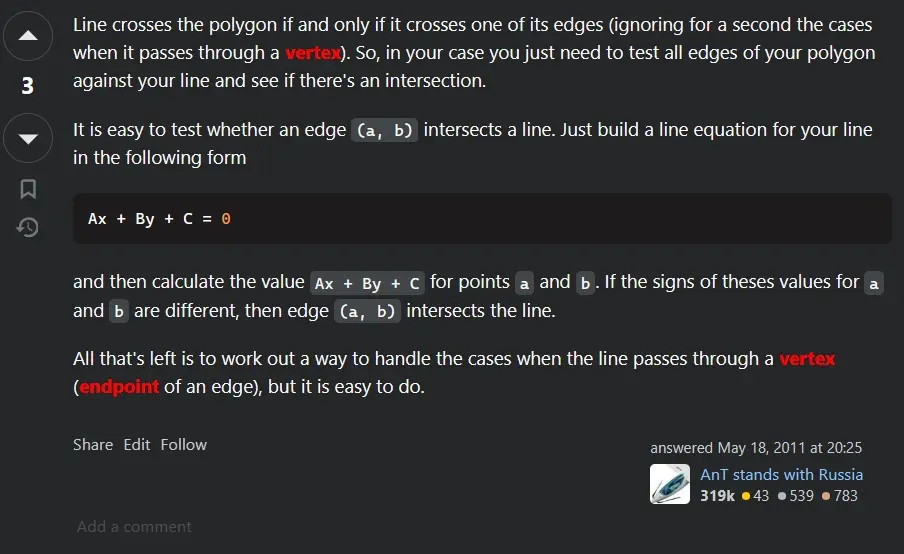 Line crosses the polygon if and only if it crosses one of its edges (ignoring for a second the cases
when it passes through a vertex). So, in your case you just need to test all edges of your polygon
against your line and see if there's an intersection.
3
It is easy to test whether an edge (a, b) intersects a line. Just build a line equation for your line
in the following form
Ax + By + C = 0
and then calculate the value Ax + By + C for points a and b. If the signs of theses values for a
and b are different, then edge (a, b) intersects the line.
All that's left is to work out a way to handle the cases when the line passes through a vertex
(endpoint of an edge), but it is easy to do.
Share Edit Follow
answered May 18, 2011 at 20:25
AnT stands with Russia
319k 43 539 783
Add a comment